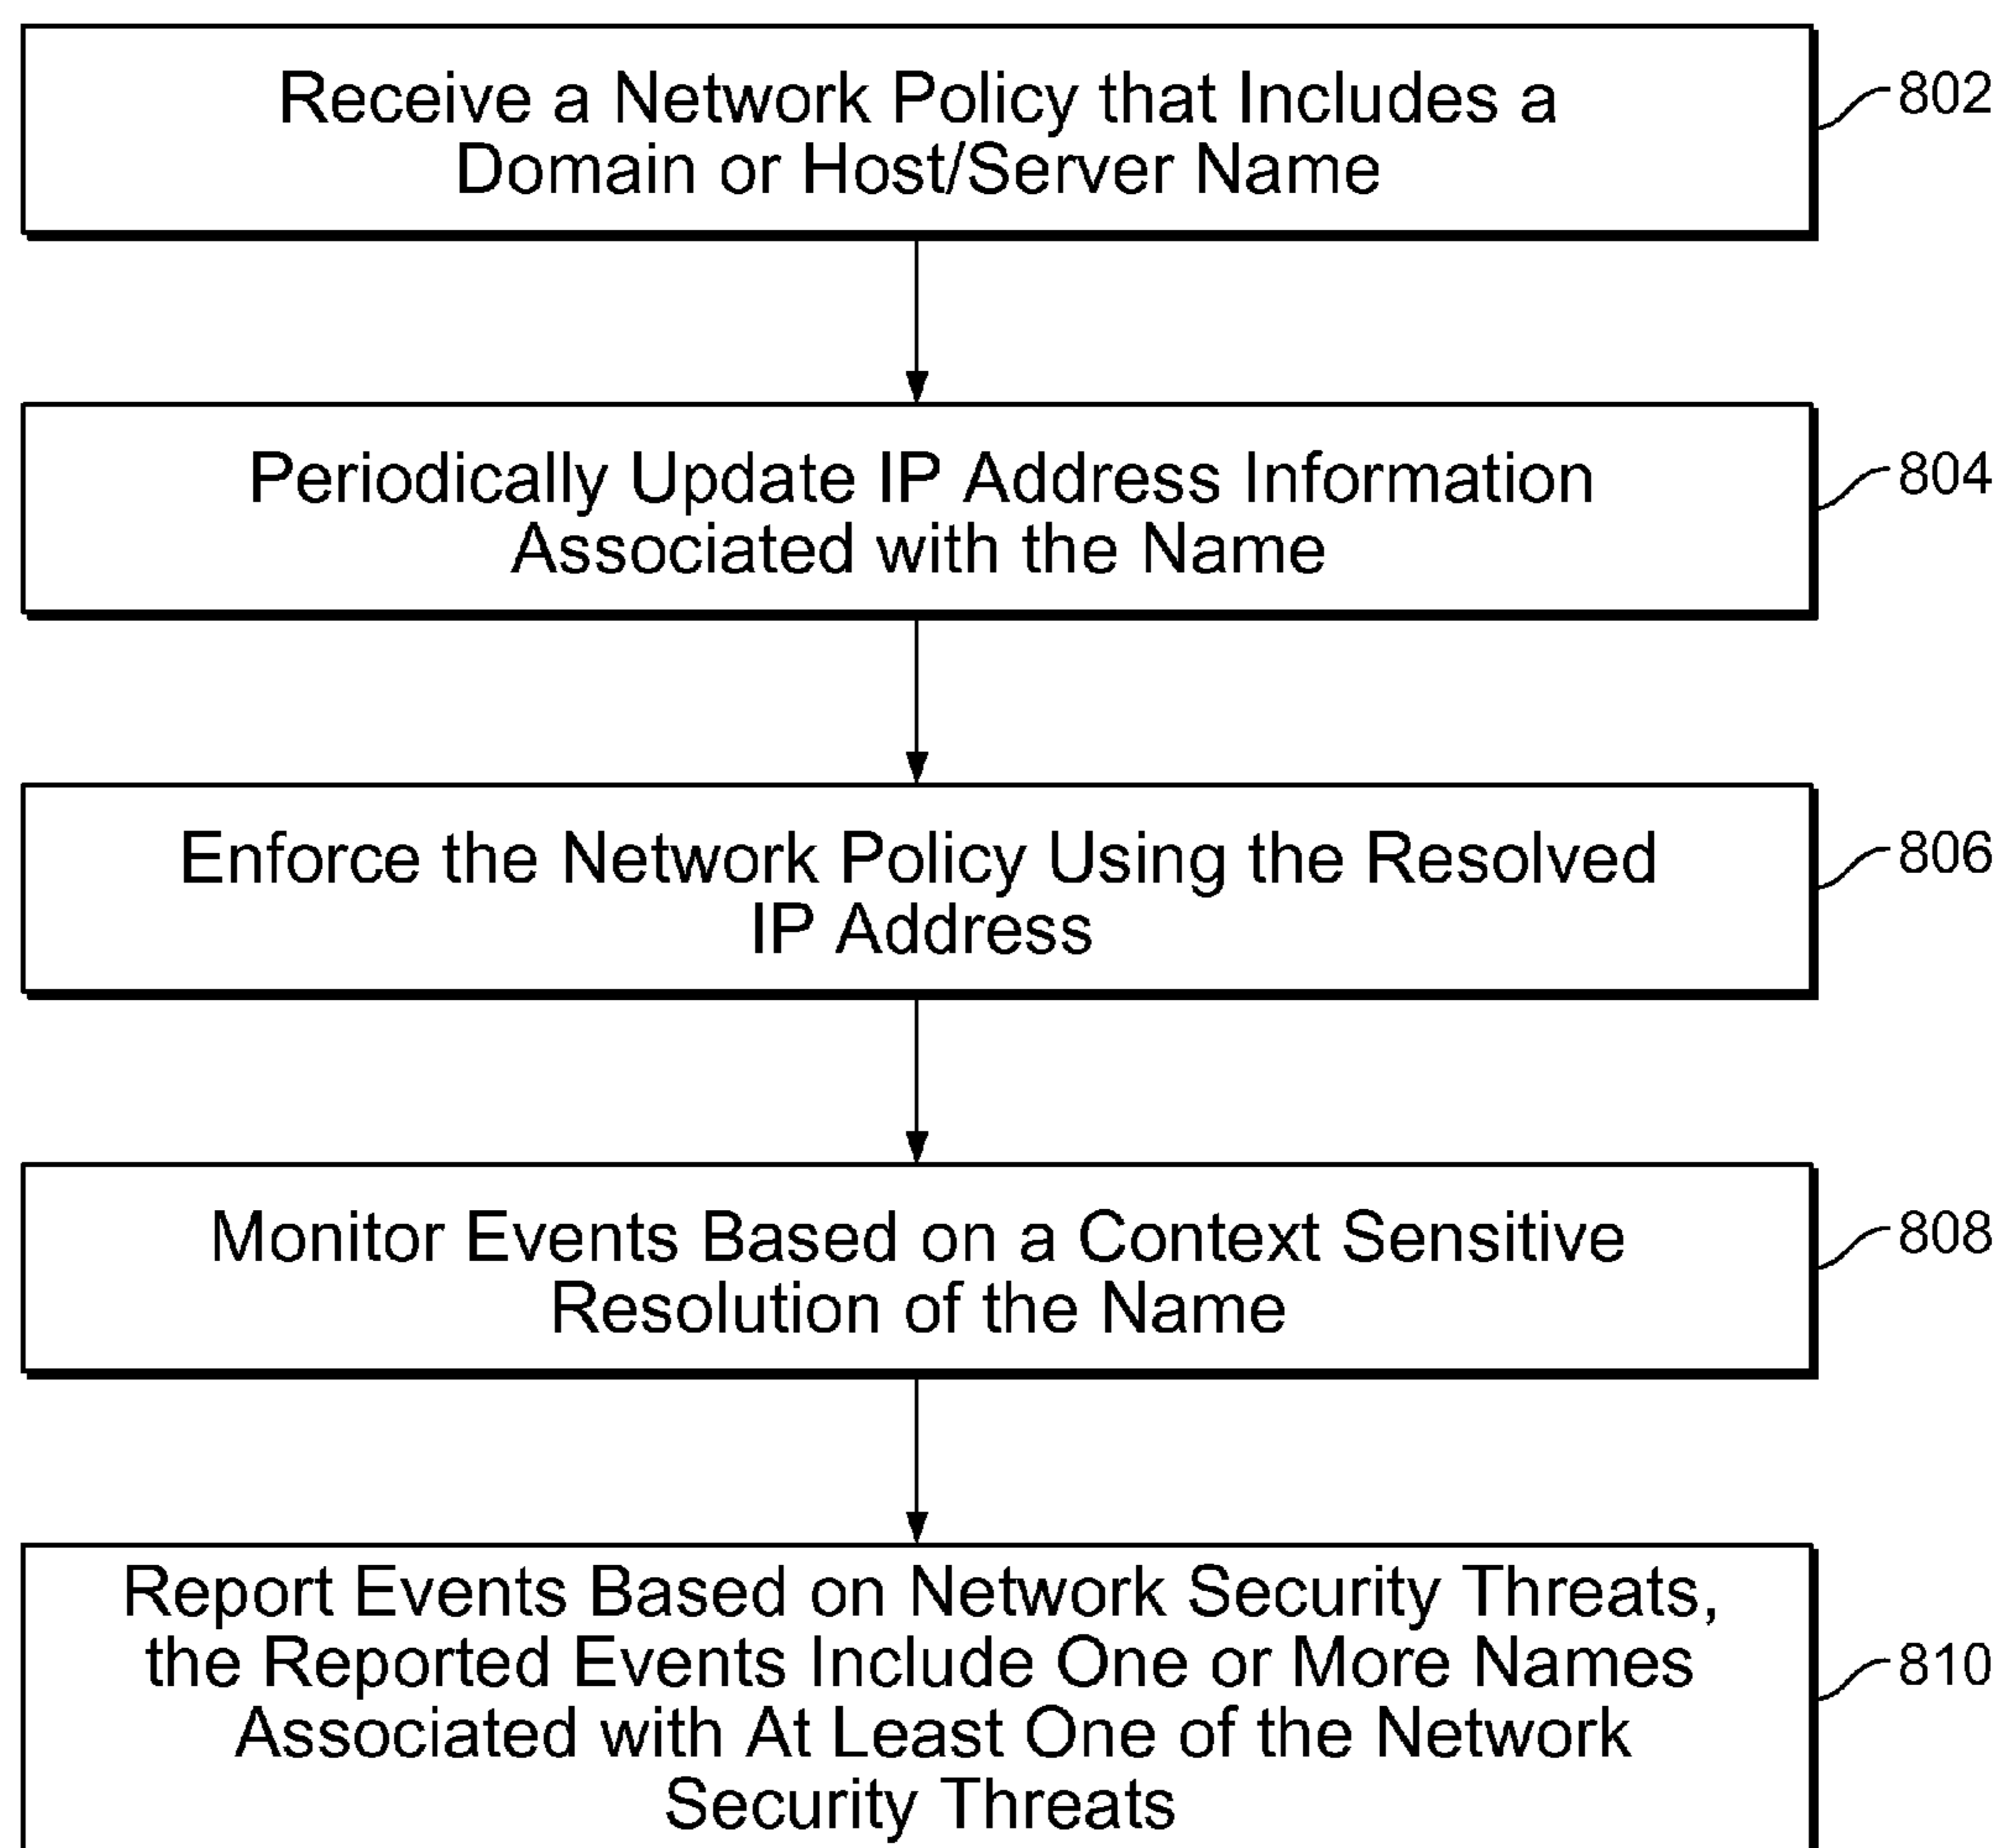 Receive a Network Policy that Includes a
Domain or Host/Server Name
802
Periodically Update IP Address Information
Associated with the Name
804
Enforce the Network Policy Using the Resolved
IP Address
806
Monitor Events Based on a Context Sensitive
Resolution of the Name
808
Report Events Based on Network Security Threats,
the Reported Events Include One or More Names
Associated with At Least One of the Network
Security Threats
810